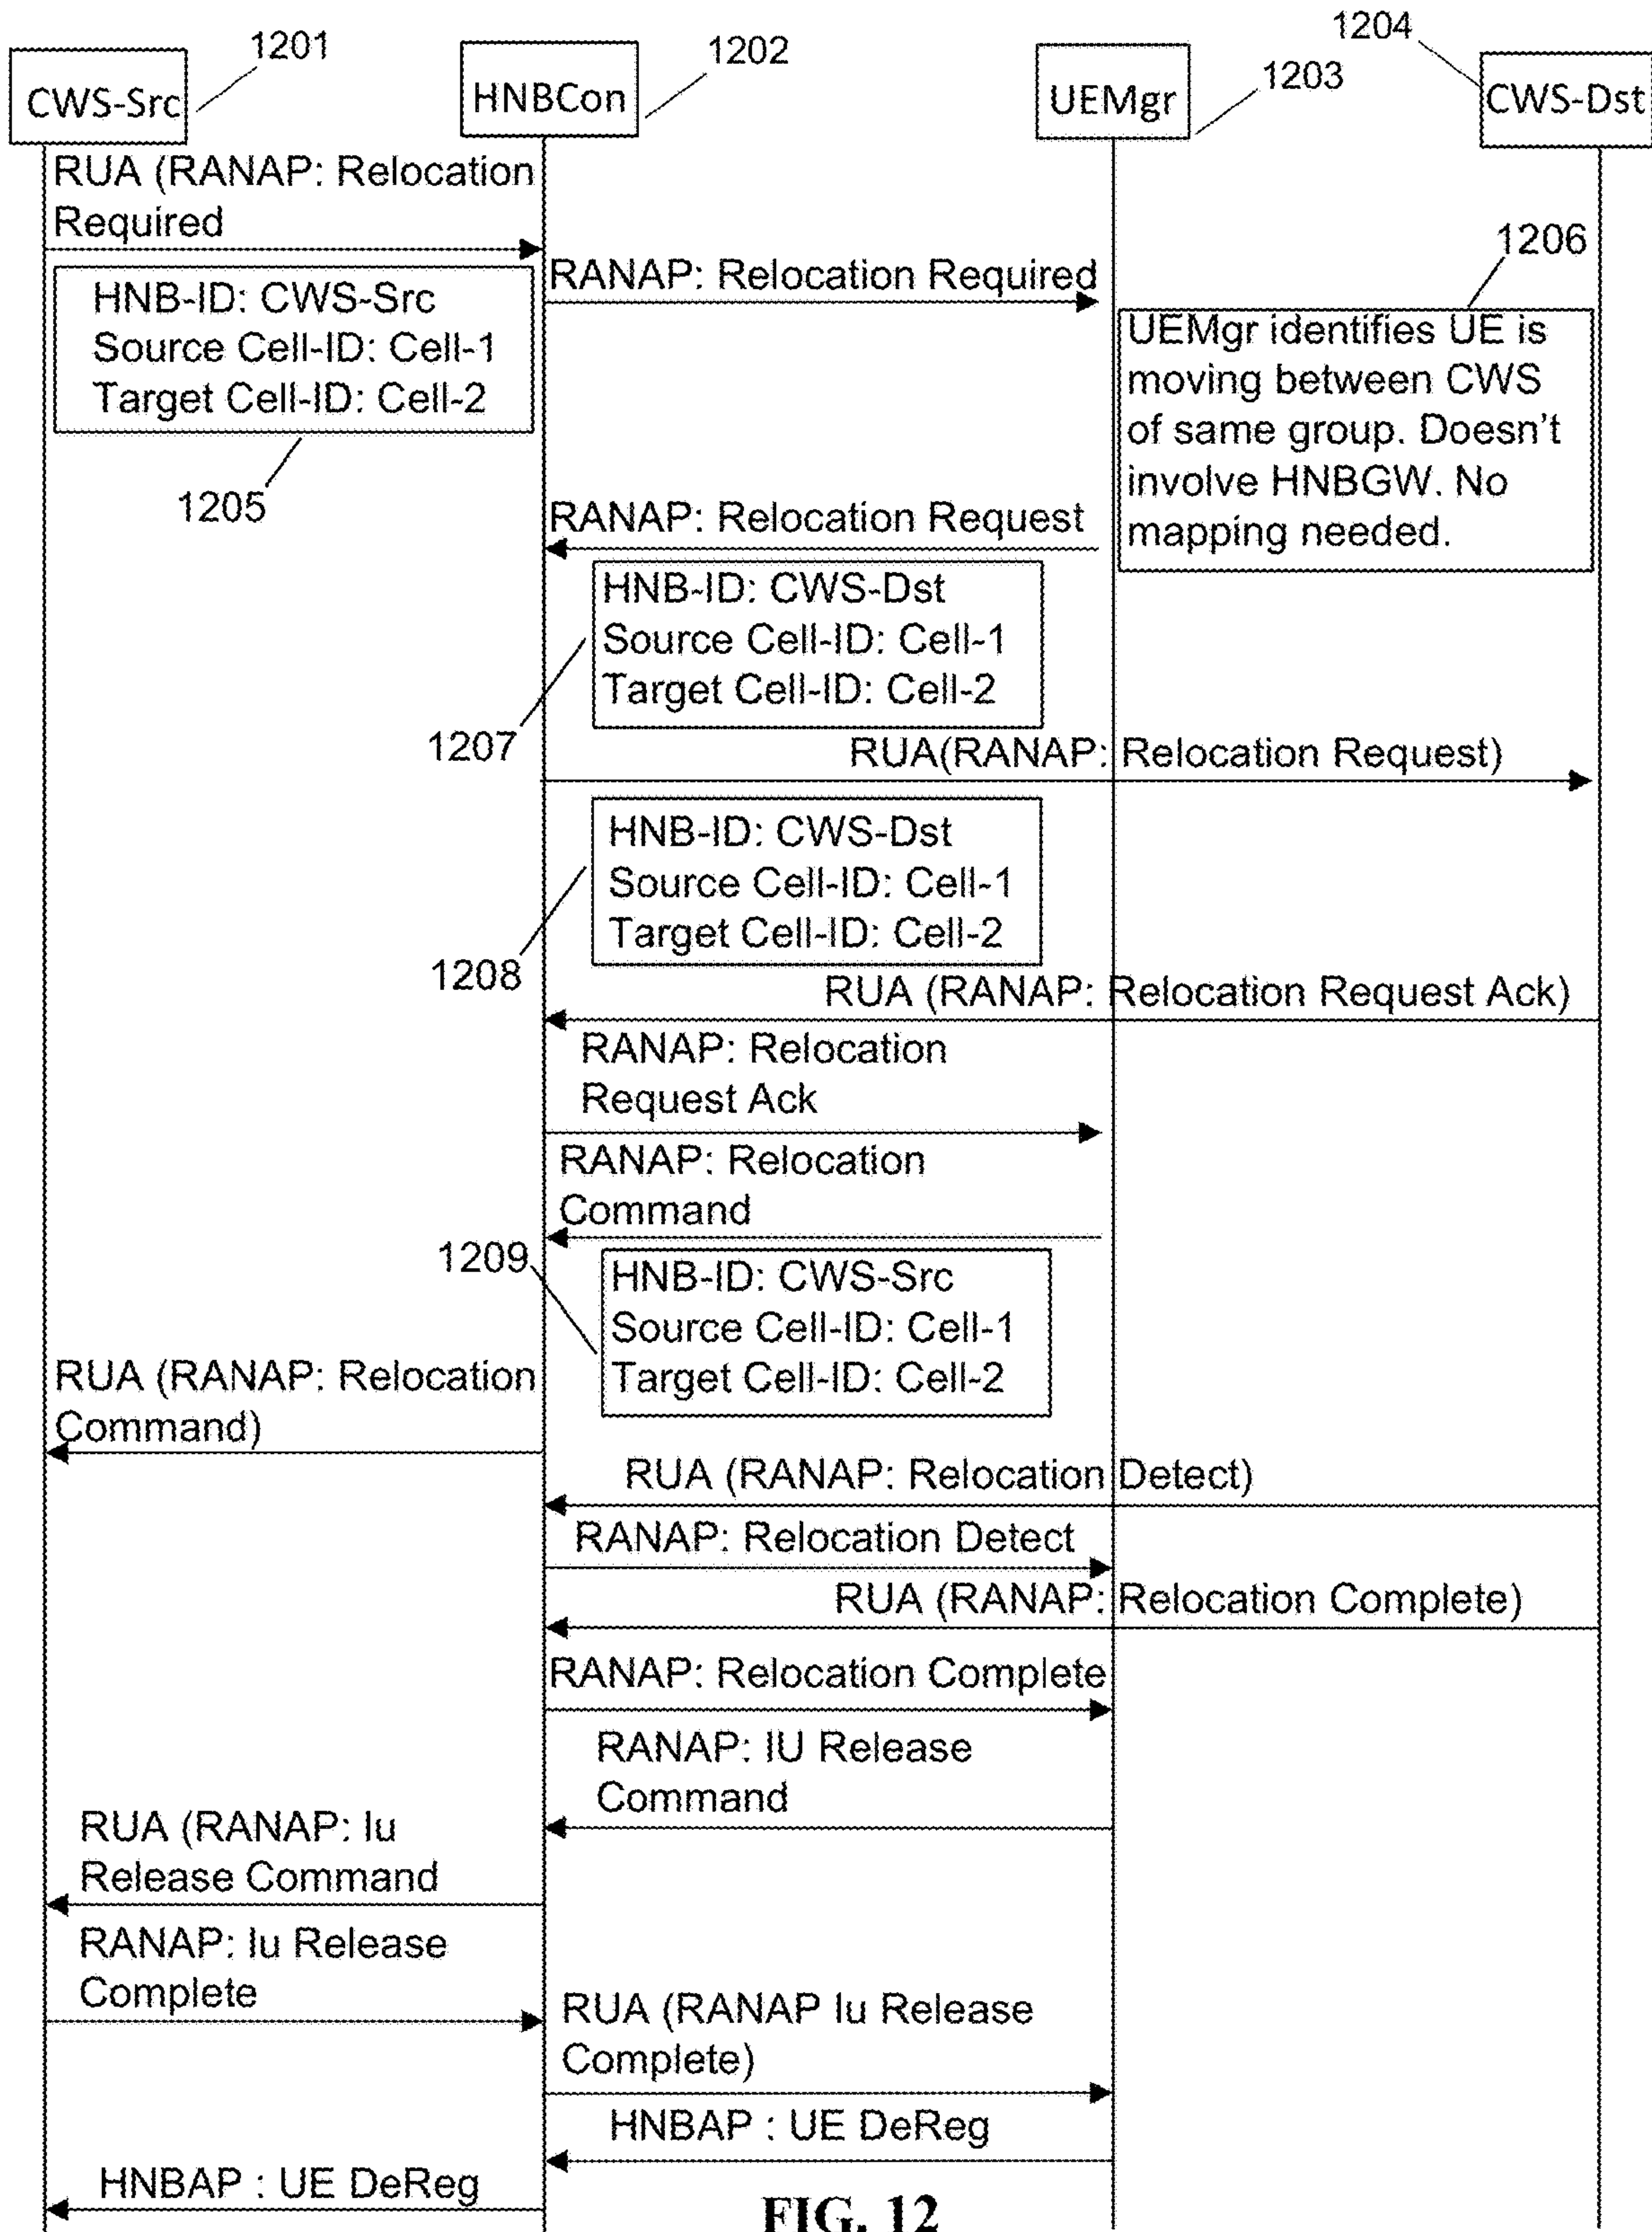 1201
1202
1203
1204
CWS-Src
HNBCon
UEMgr
CWS-Dst
RUA (RANAP: Relocation
Required
HNB-ID: CWS-Src
Source Cell-ID: Cell-1
Target Cell-ID: Cell-2
1205
RANAP: Relocation Required
1206
UEMgr identifies UE is
moving between CWS
of same group. Doesn't
involve HNBGW. No
mapping needed.
RANAP: Relocation Request
HNB-ID: CWS-Dst
Source Cell-ID: Cell-1
Target Cell-ID: Cell-2
1207
RUA(RANAP: Relocation Request)
HNB-ID: CWS-Dst
Source Cell-ID: Cell-1
Target Cell-ID: Cell-2
1208
RUA (RANAP: Relocation Request Ack)
RANAP: Relocation
Request Ack
RANAP: Relocation
Command
1209
HNB-ID: CWS-Src
Source Cell-ID: Cell-1
Target Cell-ID: Cell-2
RUA (RANAP: Relocation
Command)
RUA (RANAP: Relocation Detect)
RANAP: Relocation Detect
RUA (RANAP: Relocation Complete)
RANAP: Relocation Complete
RANAP: IU Release
Command
RUA (RANAP: Iu
Release Command
RANAP: Iu Release
Complete
RUA (RANAP Iu Release
Complete)
HNBAP : UE DeReg
HNBAP : UE DeReg
FIG. 12